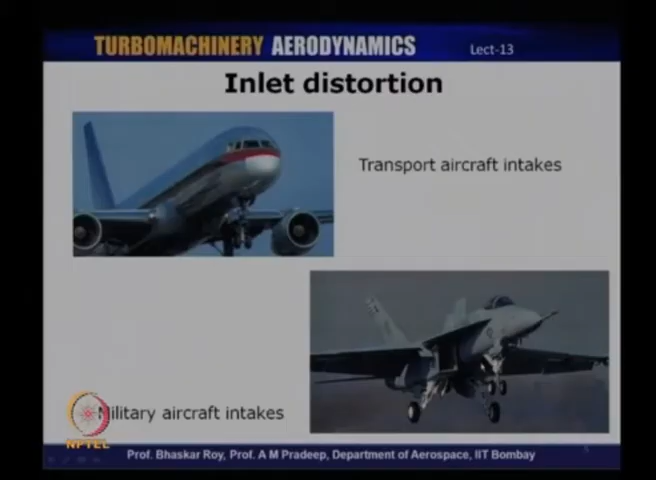 TURBOMACHINERY AERODYNAMICS
Lect-13
Inlet distortion
Transport aircraft intakes
Military aircraft intakes
NPTEL
Prof. Bhaskar Roy, Prof. A M Pradeep, Department of Aerospace, IIT Bombay